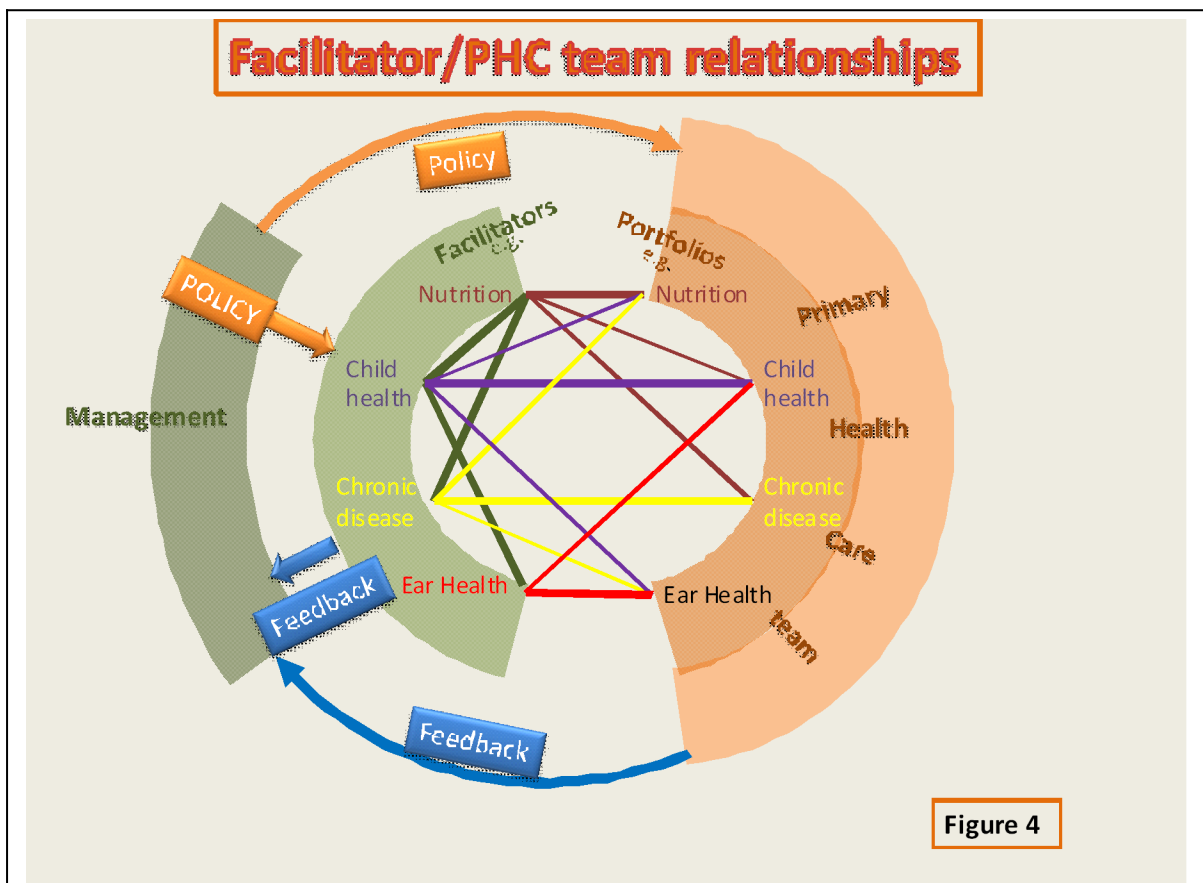 Facilitator/PHC team relationships
Policy
POLICY
Management
Facilitators
e.g.
Nutrition
Child
health
Chronic
disease
Ear Health
Portfolios
e.g.
Nutrition
Child
health
Chronic
disease
Ear Health
Primary
Health
Care
team
Feedback
Feedback
Figure 4